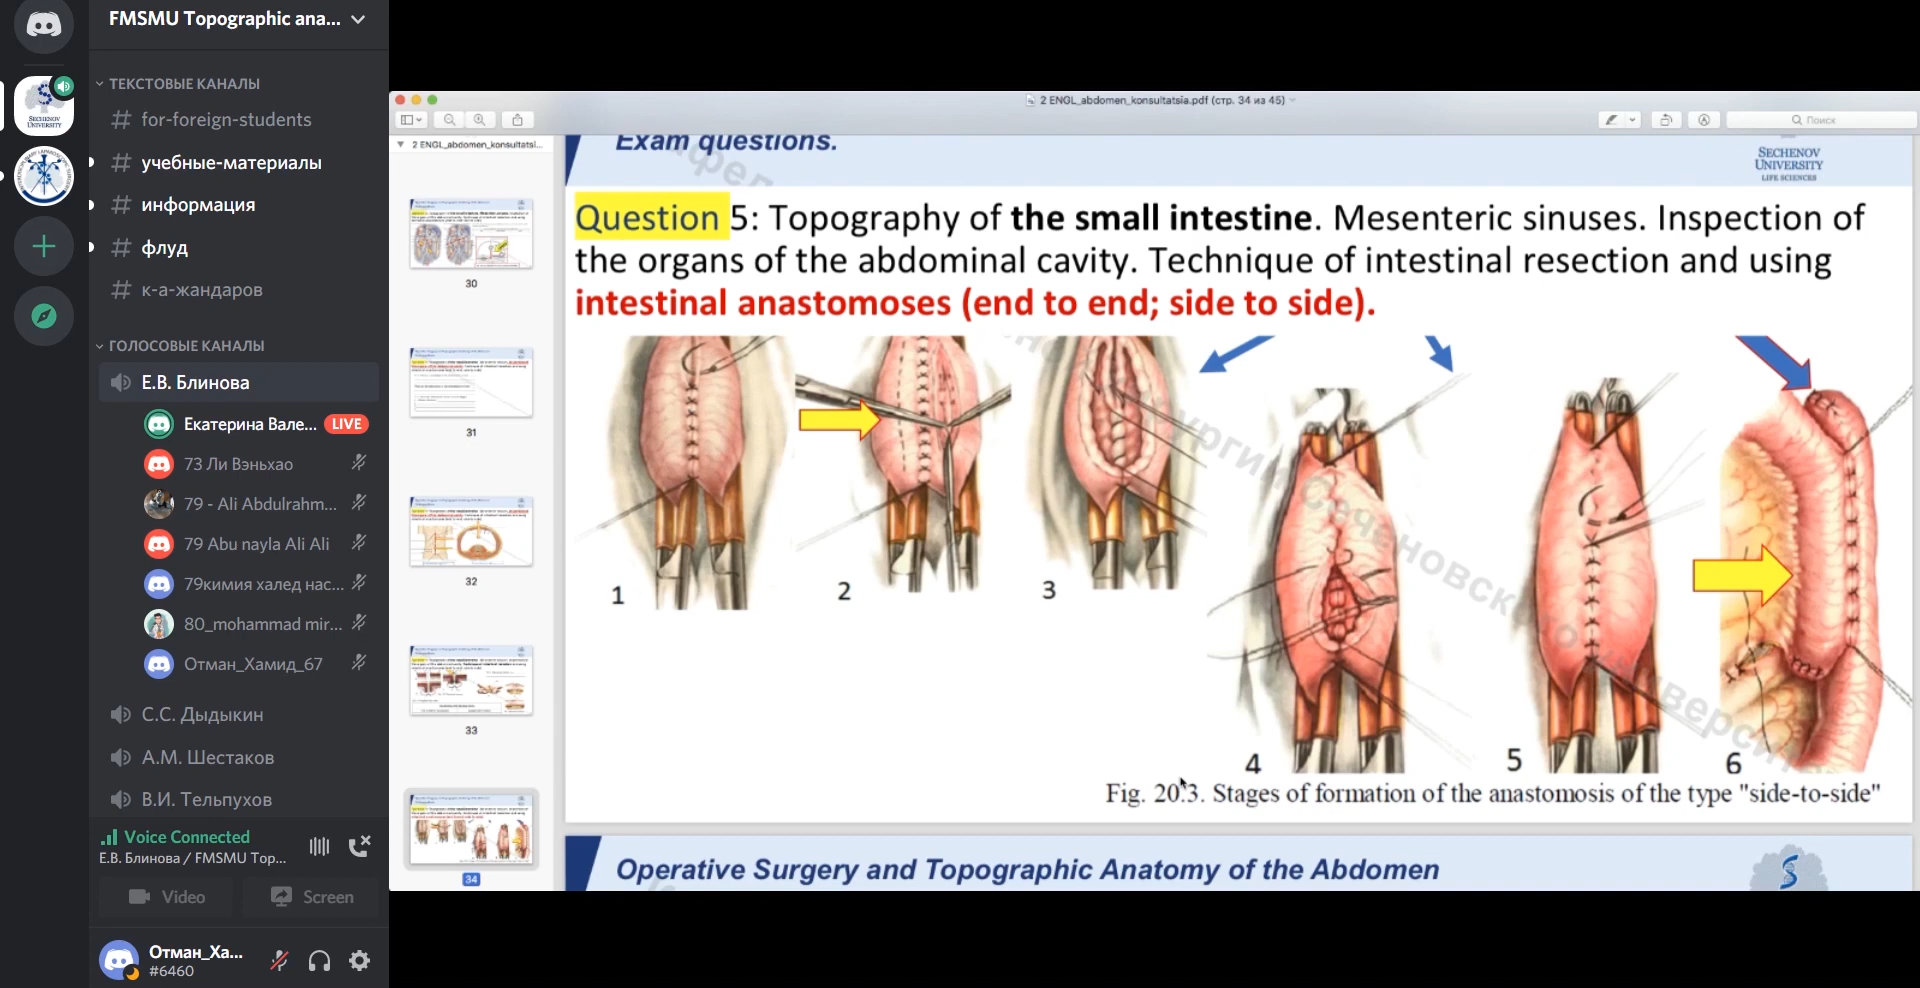 FMSMU Topographic ana...
ТЕКСТОВЫЕ КАНАЛЫ
for-foreign-students
учебные-материалы
информация
флуд
к-а-жандаров
ГОЛОСОВЫЕ КАНАЛЫ
Е.В. Блинова
Екатерина Вале... LIVE
73 Ли Вэньхао
79 - Ali Abdulrahm...
79 Abu nayla Ali Ali
79кимия халед нас...
80_mohammad mir...
Отман_Хамид_67
С.С. Дыдыкин
А.М. Шестаков
В.И. Тельпухов
Voice Connected
Е.В. Блинова / FMSMU Top...
Video Screen
Отман_Ха...
#6460
SECHENOV
UNIVERSITY
2 ENGL_abdomen_konsultatsia.pdf (стр. 34 из 45)
Поиск
2 ENGL_abdomen_konsultatsi...
30
31
32
33
34
Exam questions.
SECHENOV
UNIVERSITY
LIFE SCIENCES
Question 5: Topography of the small intestine. Mesenteric sinuses. Inspection of
the organs of the abdominal cavity. Technique of intestinal resection and using
intestinal anastomoses (end to end; side to side).
1
2
3
4
5
6
Fig. 20.3. Stages of formation of the anastomosis of the type "side-to-side"
Operative Surgery and Topographic Anatomy of the Abdomen